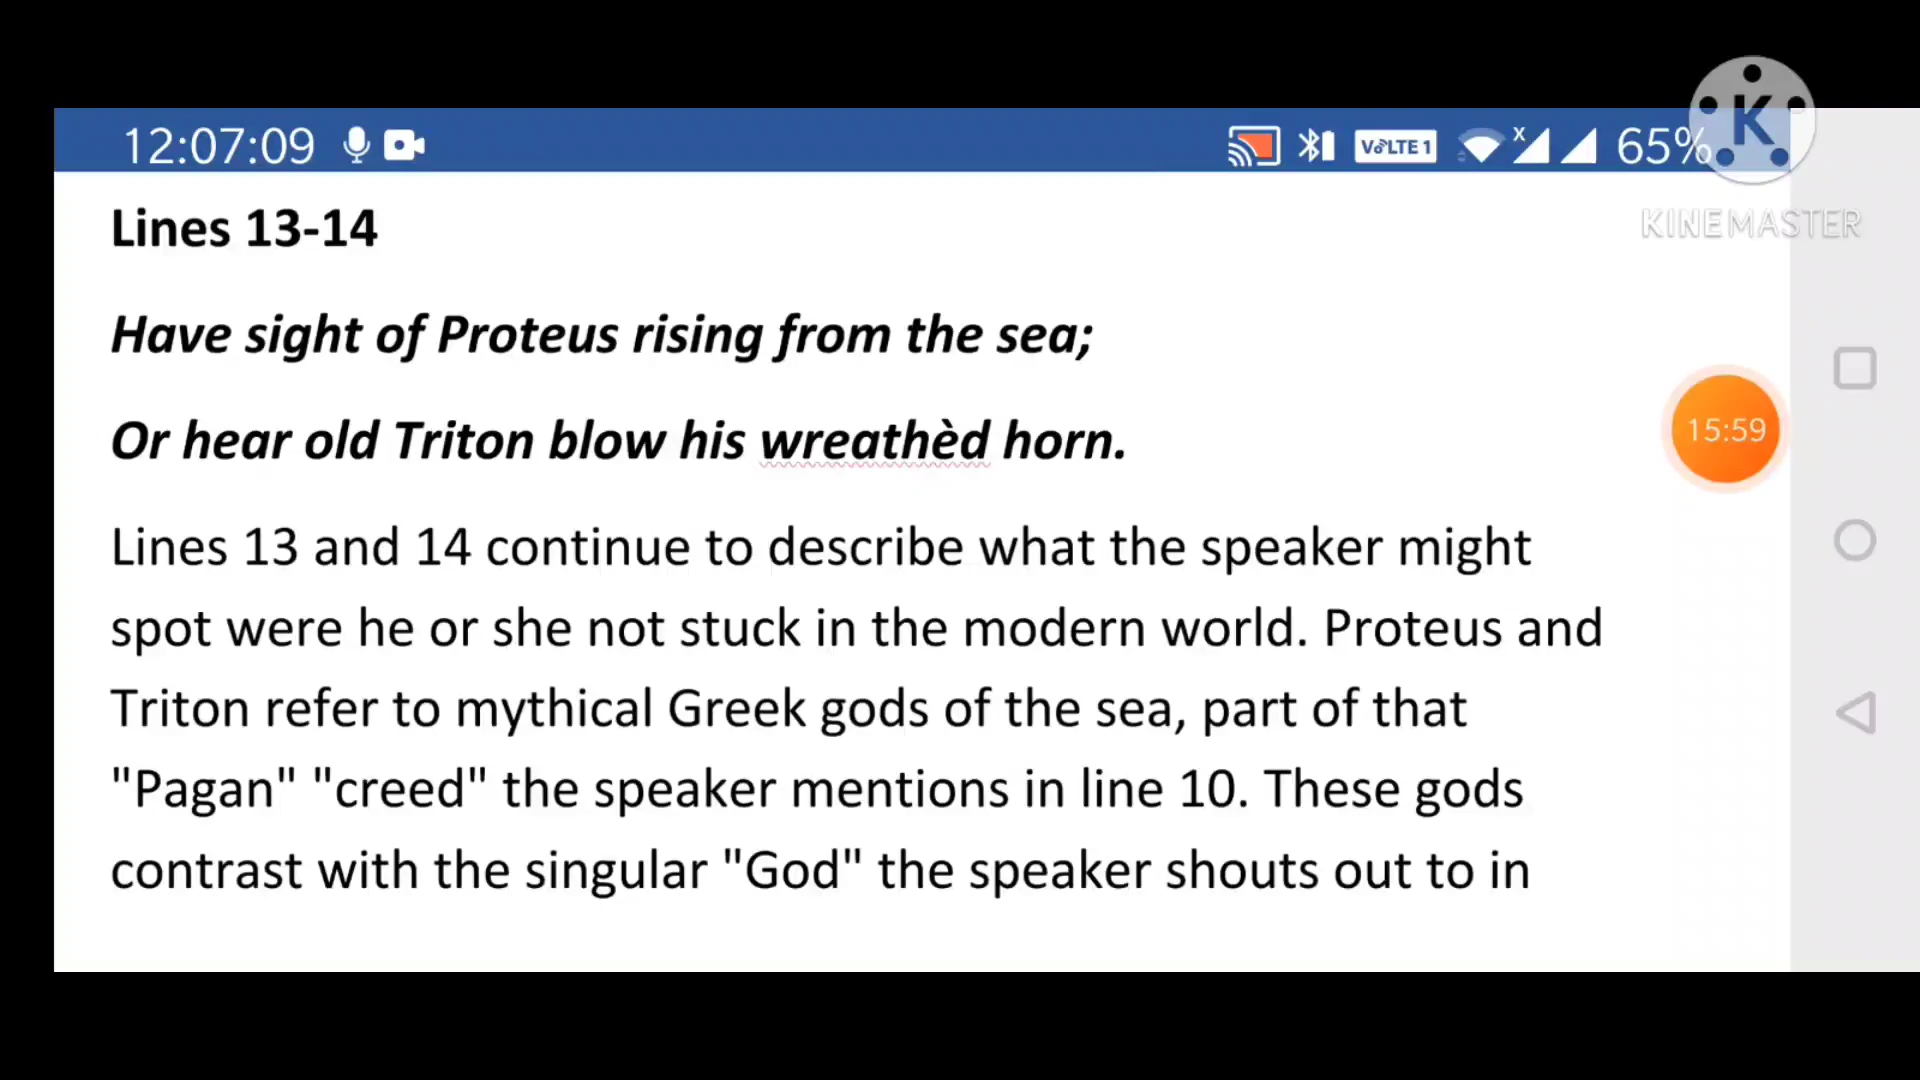 12:07:09 VoLTE 1 65%
K
KINEMASTER
Lines 13-14
Have sight of Proteus rising from the sea;
Or hear old Triton blow his wreathèd horn.
15:59
Lines 13 and 14 continue to describe what the speaker might
spot were he or she not stuck in the modern world. Proteus and
Triton refer to mythical Greek gods of the sea, part of that
"Pagan" "creed" the speaker mentions in line 10. These gods
contrast with the singular "God" the speaker shouts out to in